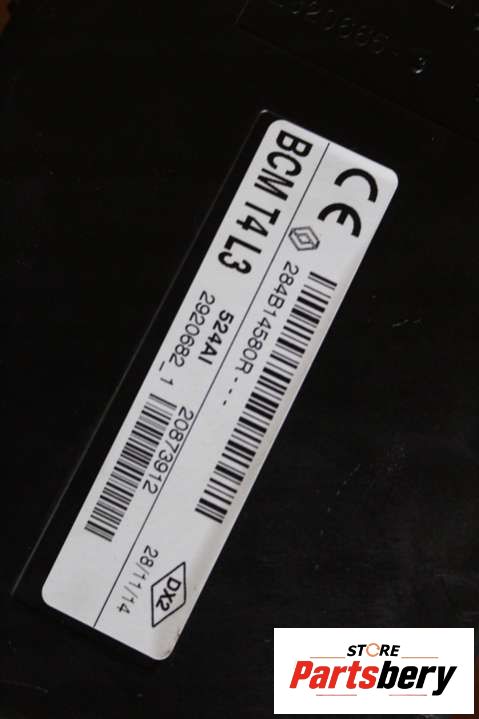 CE
284B14580R---
BCM T4 L3
524AI
2920682_1
20873912
28/11/14
DX2
STORE
Partsbery